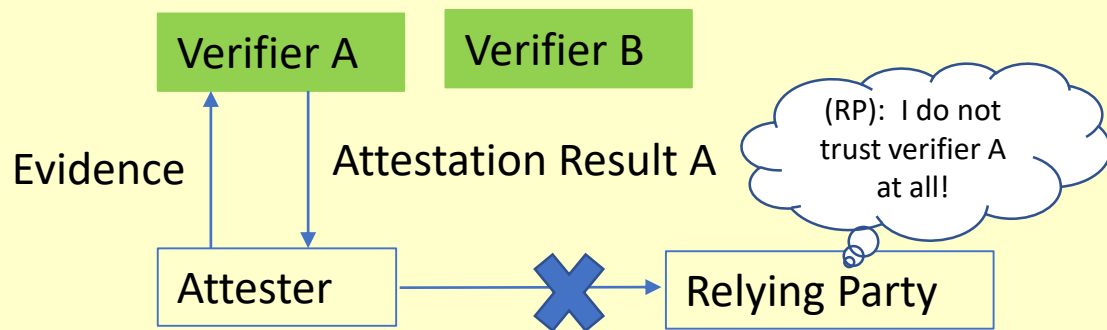 Verifier A
Verifier B
(RP): I do not
trust verifier A
at all!
Evidence
Attestation Result A
Attester
Relying Party